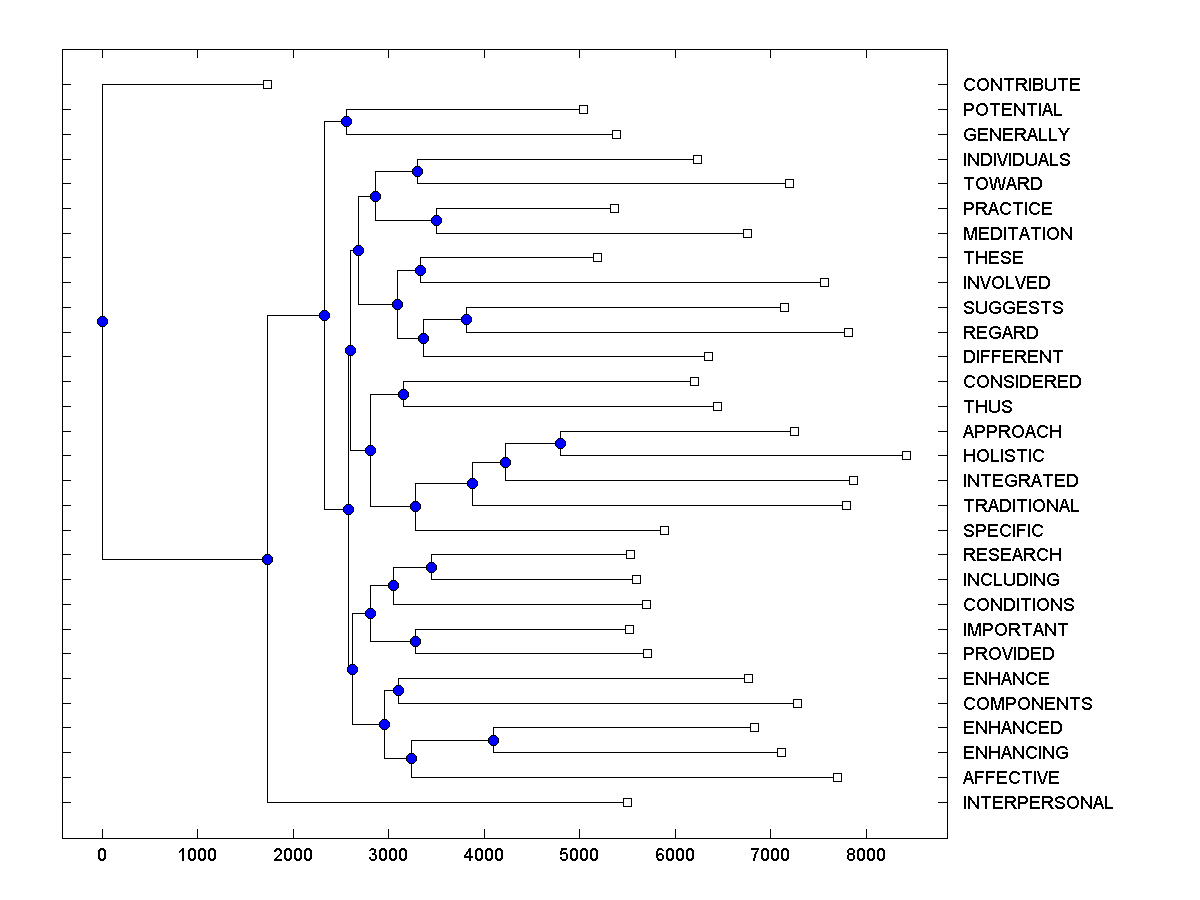 CONTRIBUTE
POTENTIAL
GENERALLY
INDIVIDUALS
TOWARD
PRACTICE
MEDITATION
THESE
INVOLVED
SUGGESTS
REGARD
DIFFERENT
CONSIDERED
THUS
APPROACH
HOLISTIC
INTEGRATED
TRADITIONAL
SPECIFIC
RESEARCH
INCLUDING
CONDITIONS
IMPORTANT
PROVIDED
ENHANCE
COMPONENTS
ENHANCED
ENHANCING
AFFECTIVE
INTERPERSONAL
0 1000 2000 3000 4000 5000 6000 7000 8000